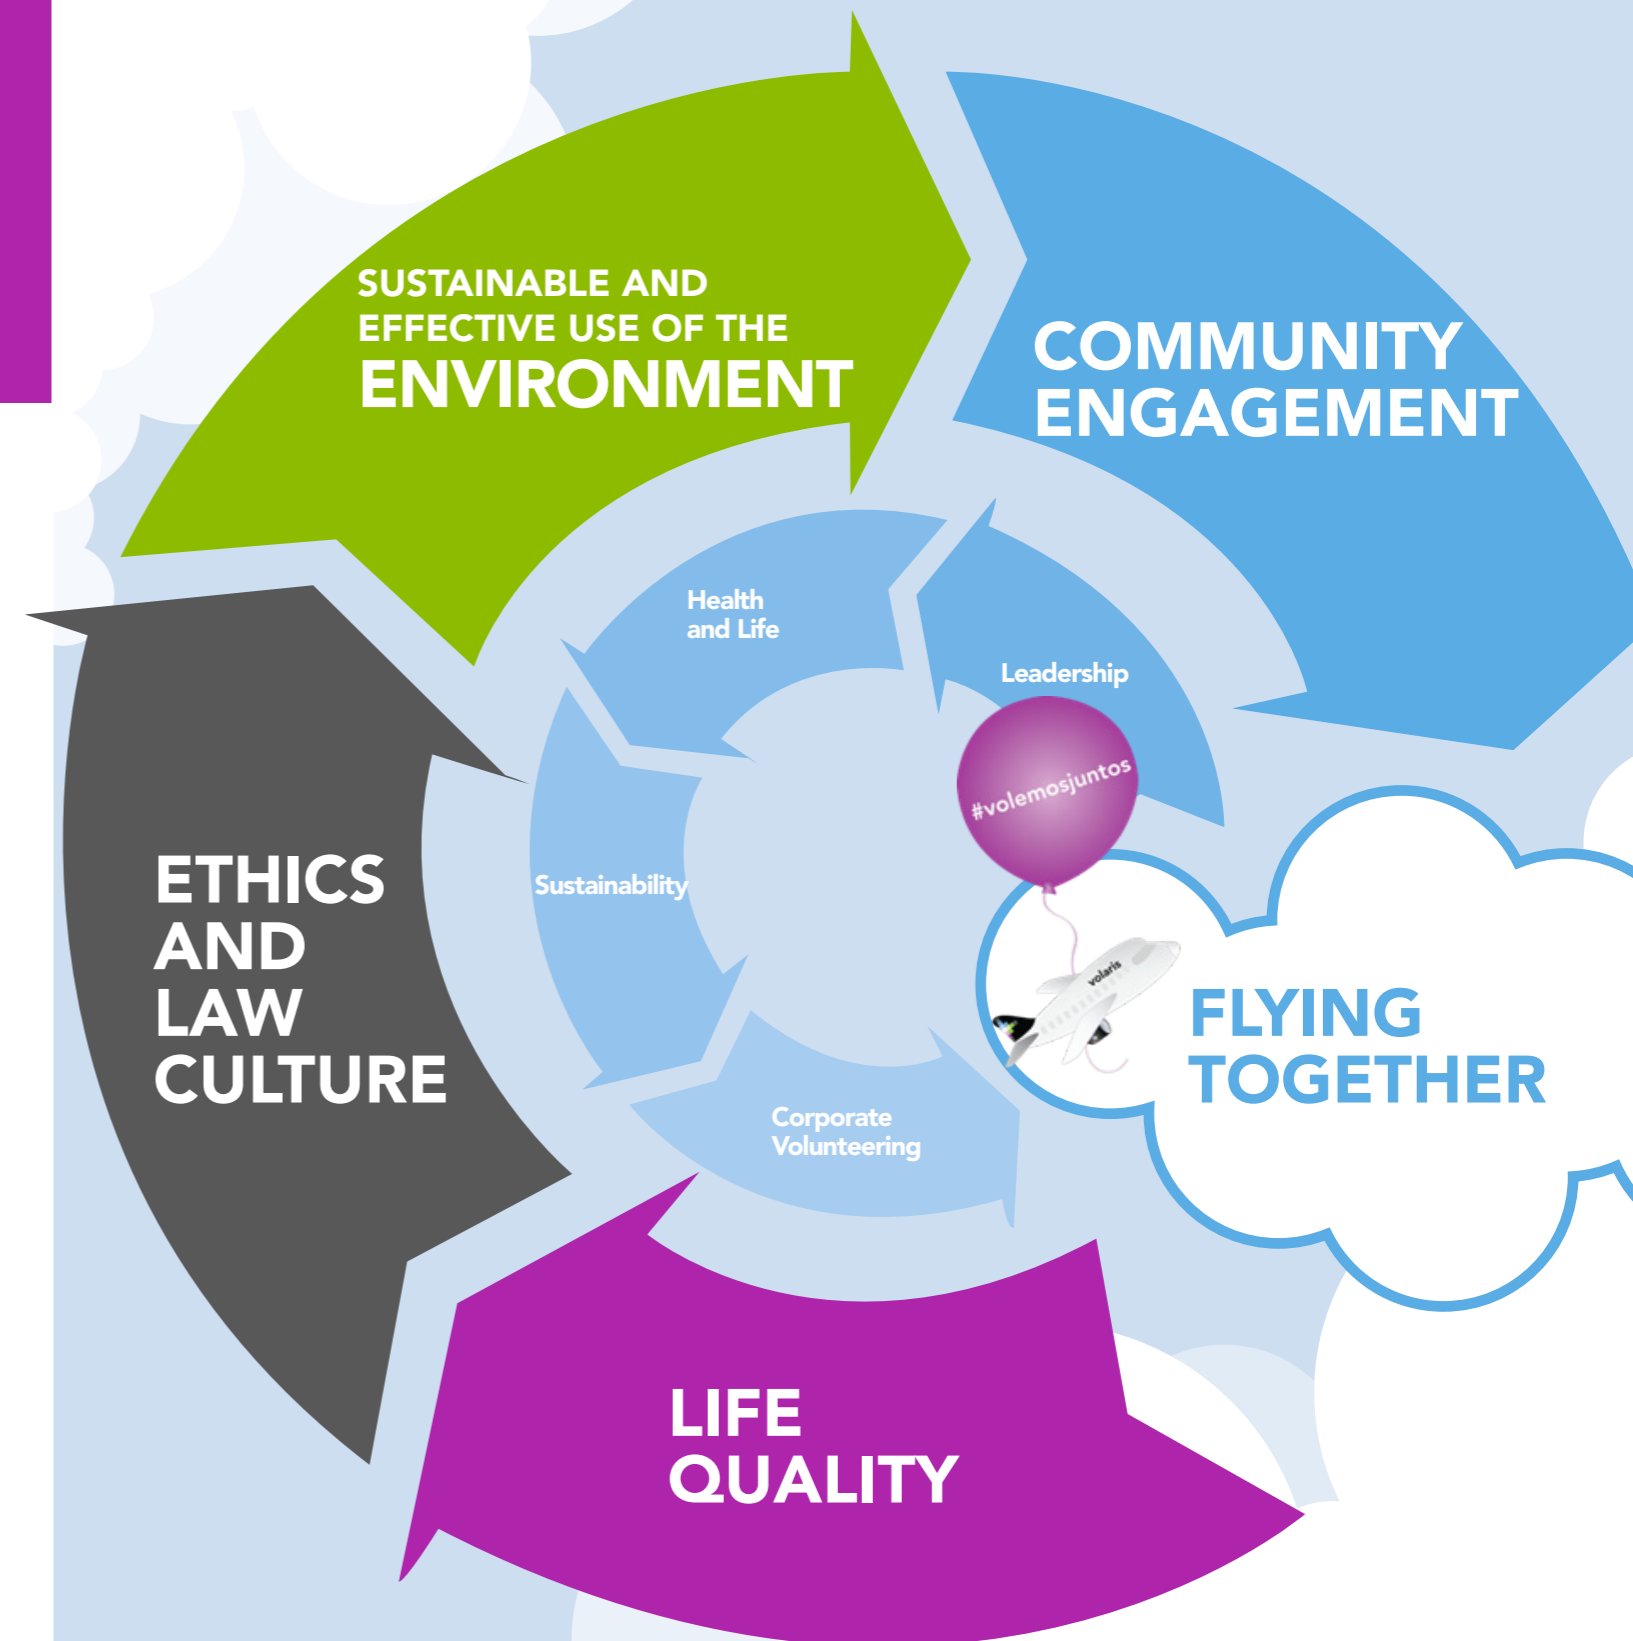 SUSTAINABLE AND
EFFECTIVE USE OF THE
ENVIRONMENT
COMMUNITY
ENGAGEMENT
Health
and Life
Leadership
#volemosjuntos
Sustainability
volaris
ETHICS
AND
LAW
CULTURE
FLYING
TOGETHER
Corporate
Volunteering
LIFE
QUALITY